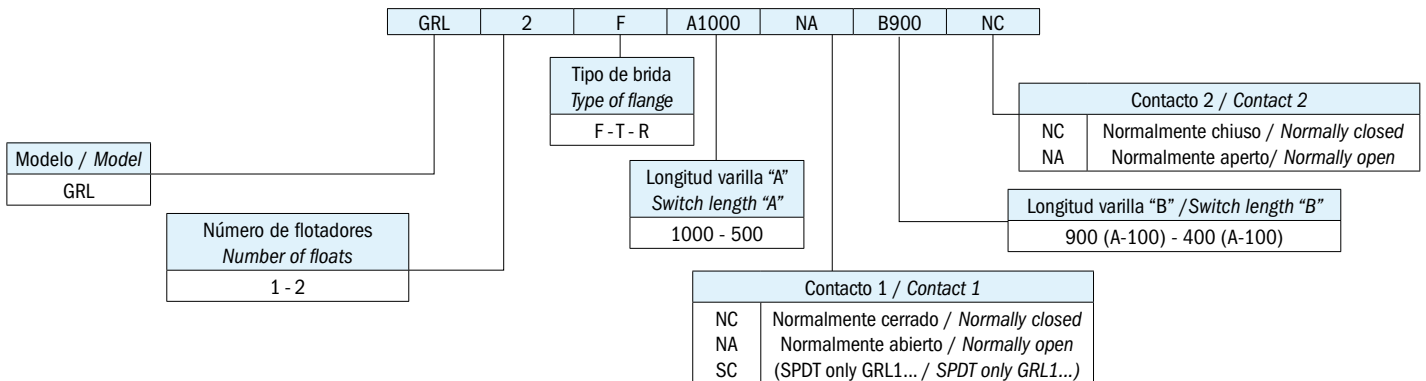 GRL 2 F A1000 NA B900 NC
Tipo de brida
Type of flange
F - T - R
Contacto 2 / Contact 2
NC Normalmente chiuso / Normally closed
NA Normalmente aperto/ Normally open
Modelo / Model
GRL
Longitud varilla “A”
Switch length “A”
1000 - 500
Longitud varilla “B” /Switch length “B”
900 (A-100) - 400 (A-100)
Número de flotadores
Number of floats
1 - 2
Contacto 1 / Contact 1
NC Normalmente cerrado / Normally closed
NA Normalmente abierto / Normally open
SC (SPDT only GRL1... / SPDT only GRL1...)